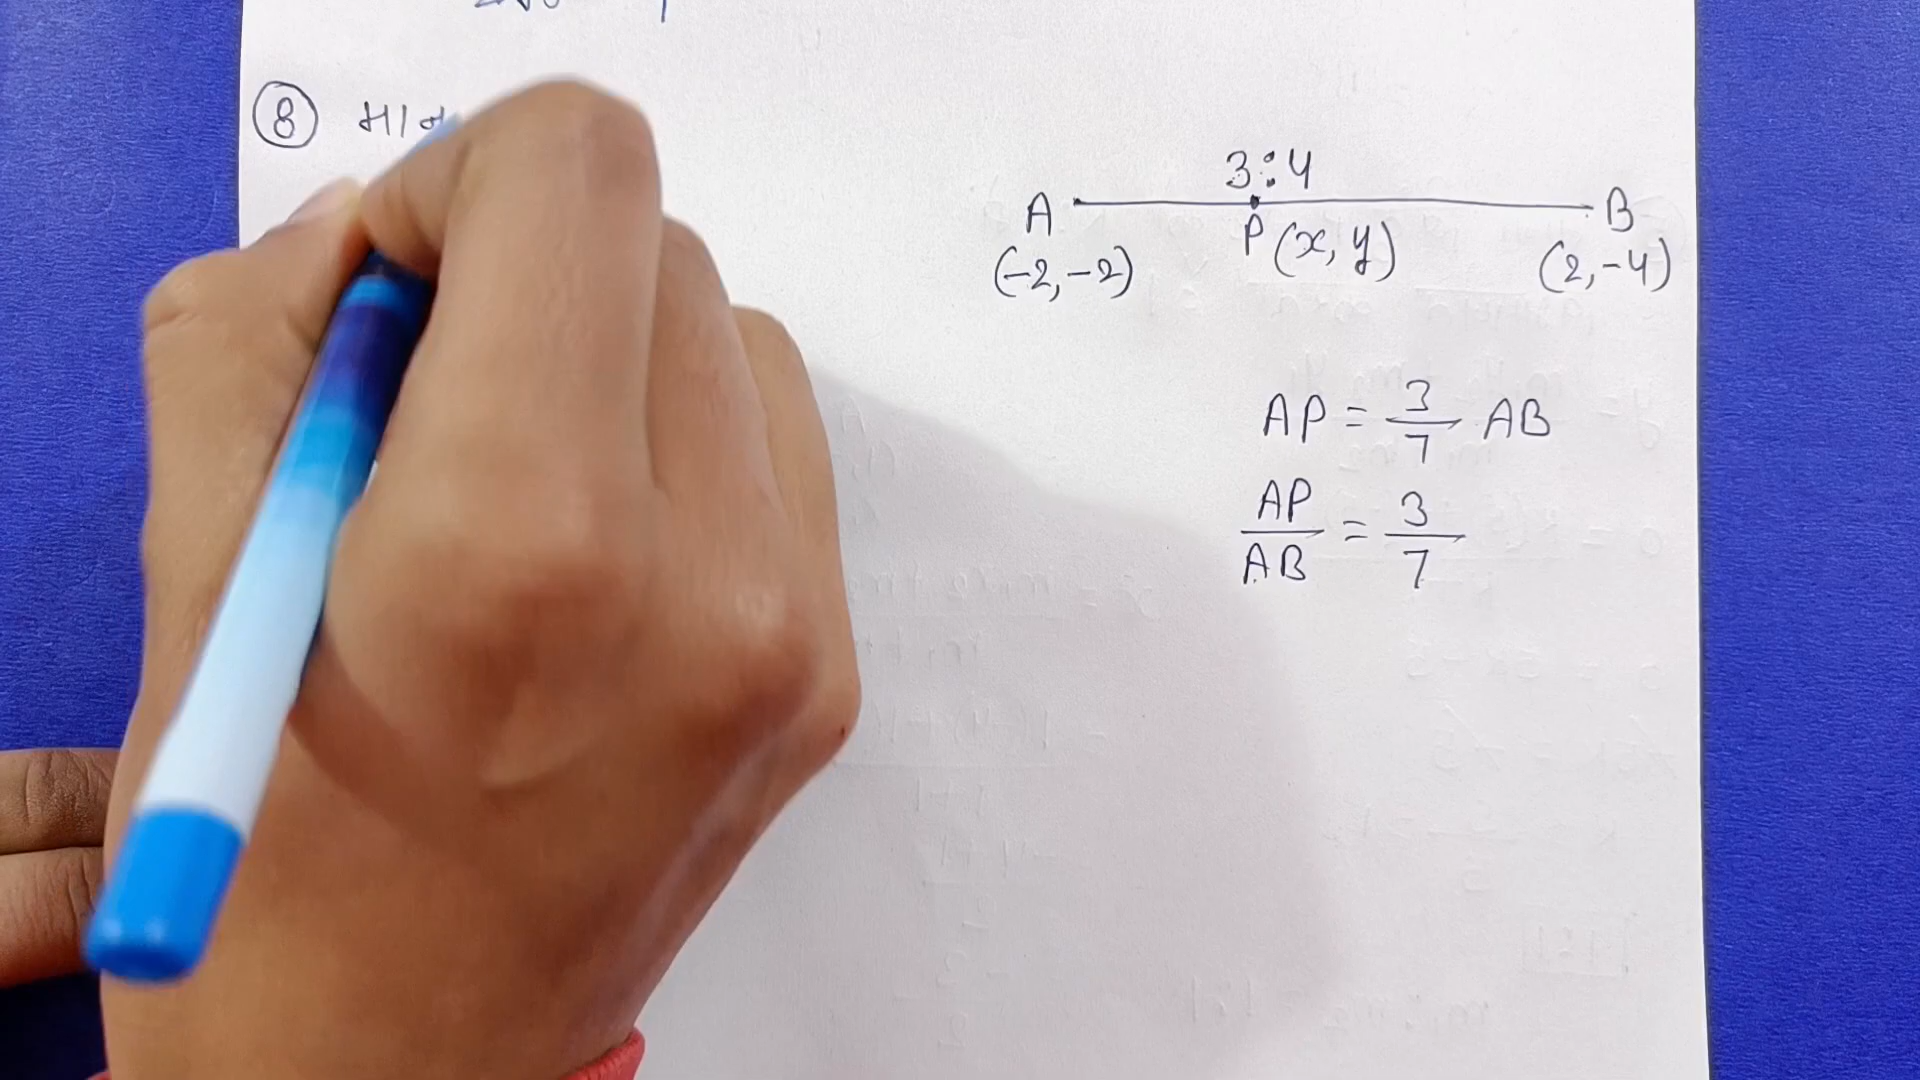 8 मान
3:4
A B
P (x, y)
(-2, -2) (2, -4)
AP = 3/7 AB
AP/AB = 3/7